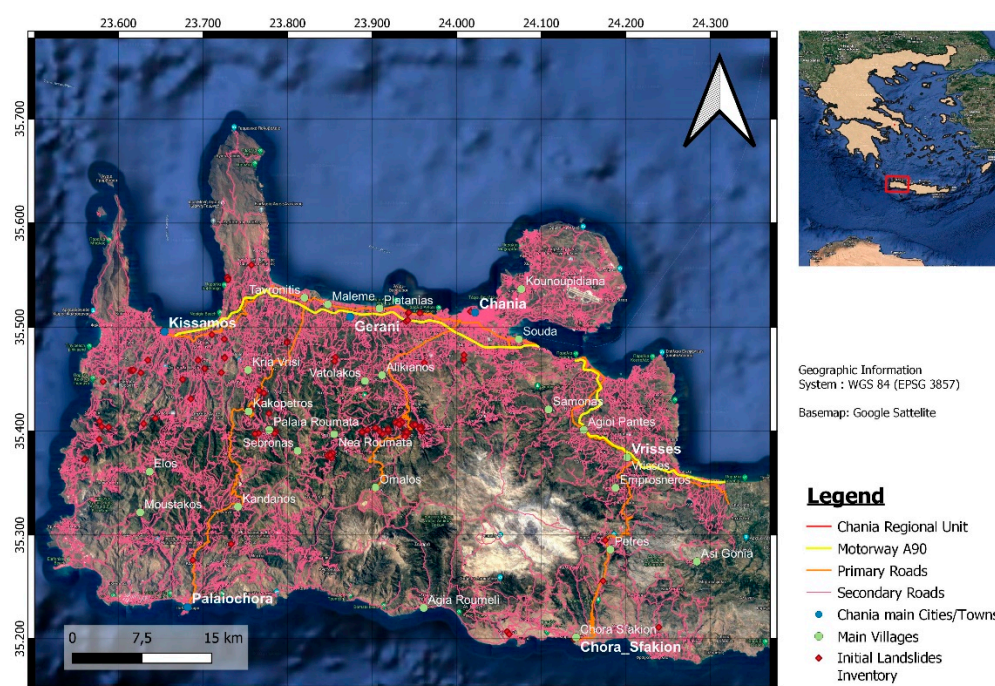 23.600 23.700 23.800 23.900 24.000 24.100 24.200 24.300
35.700
35.600
35.500
35.400
35.300
35.200
Kounoupidiana
Tavronitis
Maleme
Platanias
Chania
Kissamos
Gerani
Souda
Kria Vrisi
Vatolakos
Alikianos
Kakopetros
Samonas
Palaia Roumata
Agioi Pantes
Sebronas
Nea Roumata
Vrisses
Vrises
Elos
Omalos
Emprosneros
Moustakos
Kandanos
Petres
Asi Gonia
Palaiochora
Agia Roumeli
Chora Sfakion
Chora_Sfakion
0 7,5 15 km
Geographic Information
System : WGS 84 (EPSG 3857)
Basemap: Google Sattelite
Legend
Chania Regional Unit
Motorway A90
Primary Roads
Secondary Roads
Chania main Cities/Towns
Main Villages
Initial Landslides
Inventory